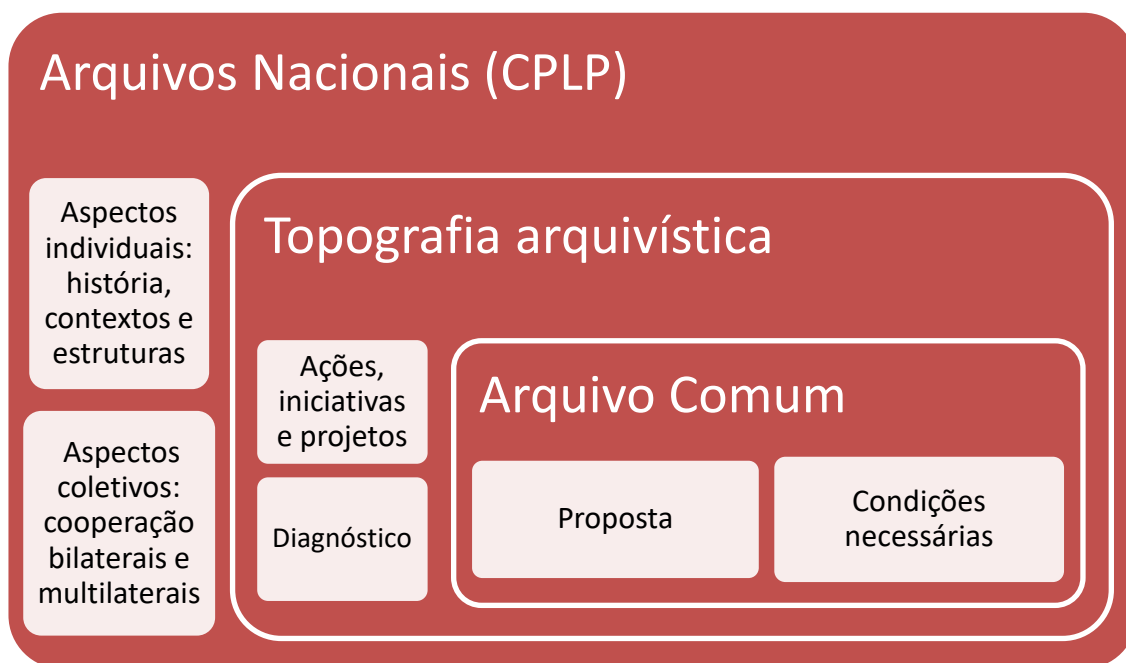 Arquivos Nacionais (CPLP)
Aspectos
individuais:
história,
contextos e
estruturas
Aspectos
coletivos:
cooperação
bilaterais e
multilaterais
Topografia arquivística
Ações,
iniciativas
e projetos
Diagnóstico
Arquivo Comum
Proposta
Condições
necessárias